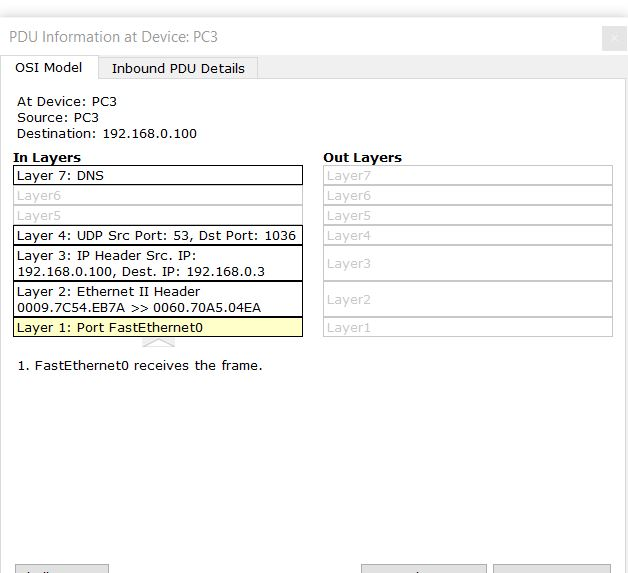 PDU Information at Device: PC3
OSI Model
Inbound PDU Details
At Device: PC3
Source: PC3
Destination: 192.168.0.100
In Layers
Layer 7: DNS
Layer6
Layer5
Layer 4: UDP Src Port: 53, Dst Port: 1036
Layer 3: IP Header Src. IP:
192.168.0.100, Dest. IP: 192.168.0.3
Layer 2: Ethernet II Header
0009.7C54.EB7A >> 0060.70A5.04EA
Layer 1: Port FastEthernet0
Out Layers
Layer7
Layer6
Layer5
Layer4
Layer3
Layer2
Layer1
1. FastEthernet0 receives the frame.